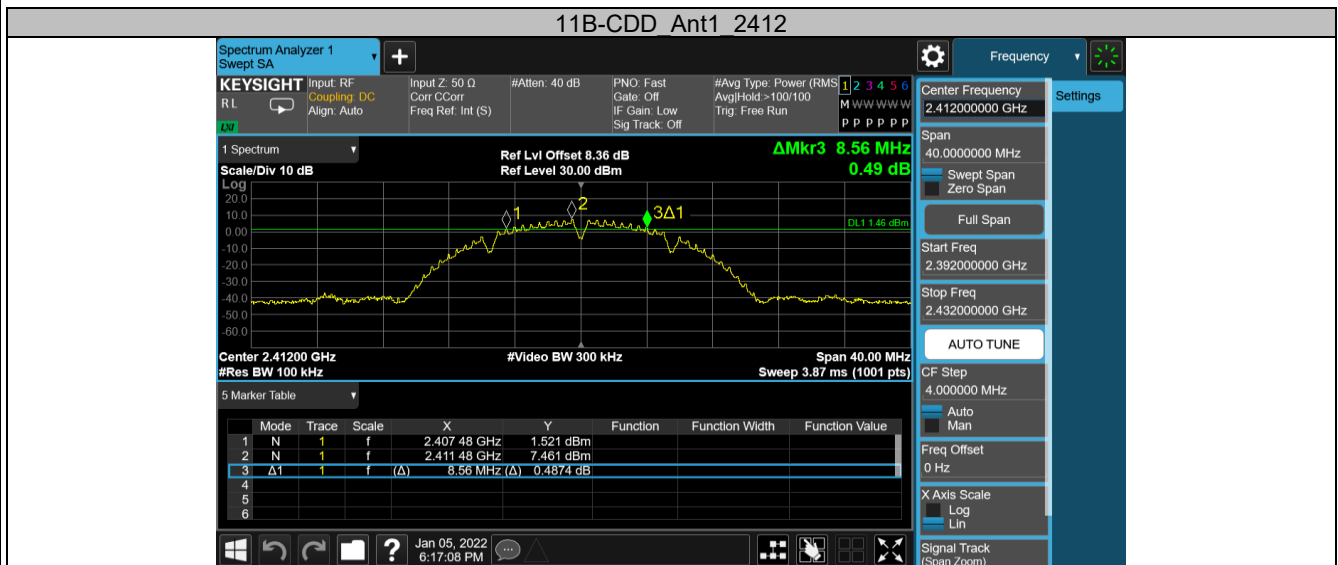 11B-CDD_Ant1_2412
Spectrum Analyzer 1
Swept SA
+
Frequency
KEYSIGHT
RL
LXI
Input: RF
Coupling: DC
Align: Auto
Input Z: 50 Ω
Corr CCorr
Freq Ref: Int (S)
#Atten: 40 dB
PNO: Fast
Gate: Off
IF Gain: Low
Sig Track: Off
#Avg Type: Power (RMS
Avg|Hold:>100/100
Trig: Free Run
1 2 3 4 5 6
M W W W W W
P P P P P P
1 Spectrum
Scale/Div 10 dB
Ref Lvl Offset 8.36 dB
Ref Level 30.00 dBm
ΔMkr3 8.56 MHz
0.49 dB
Log
20.0
10.0
0.00
-10.0
-20.0
-30.0
-40.0
-50.0
-60.0
1
2
3Δ1
DL1 1.46 dBm
Center 2.41200 GHz
#Res BW 100 kHz
#Video BW 300 kHz
Span 40.00 MHz
Sweep 3.87 ms (1001 pts)
5 Marker Table
Mode Trace Scale X Y Function Function Width Function Value
1 N 1 f 2.407 48 GHz 1.521 dBm
2 N 1 f 2.411 48 GHz 7.461 dBm
3 Δ1 1 f (Δ) 8.56 MHz (Δ) 0.4874 dB
4
5
6
?
Jan 05, 2022
6:17:08 PM
Settings
Center Frequency
2.412000000 GHz
Span
40.0000000 MHz
Swept Span
Zero Span
Full Span
Start Freq
2.392000000 GHz
Stop Freq
2.432000000 GHz
AUTO TUNE
CF Step
4.000000 MHz
Auto
Man
Freq Offset
0 Hz
X Axis Scale
Log
Lin
Signal Track
(Span Zoom)